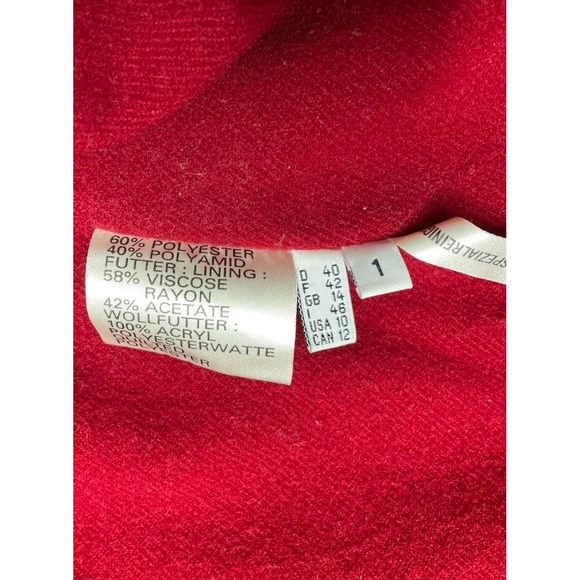 60% POLYESTER
40% POLYAMID
FUTTER : LINING :
58% VISCOSE
RAYON
42% ACETATE
WOLLFUTTER :
100% ACRYL
POLYESTERWATTE
D 40
F 42
GB 14
I 46
USA 10
CAN 12
1